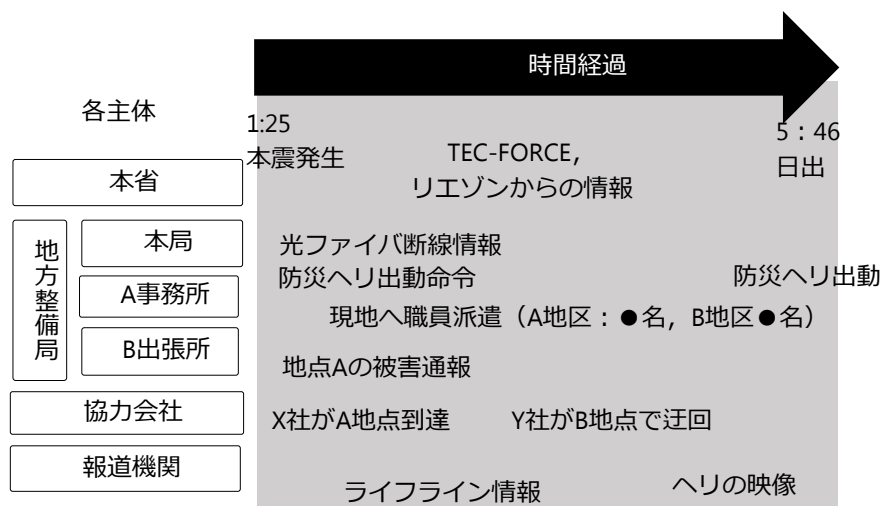 時間経過
各主体
1:25
本震発生
5：46
日出
TEC-FORCE,
リエゾンからの情報
本省
地方整備局
本局
光ファイバ断線情報
防災ヘリ出動命令
防災ヘリ出動
A事務所
現地へ職員派遣（A地区：●名，B地区●名）
B出張所
地点Aの被害通報
協力会社
X社がA地点到達
Y社がB地点で迂回
報道機関
ライフライン情報
ヘリの映像